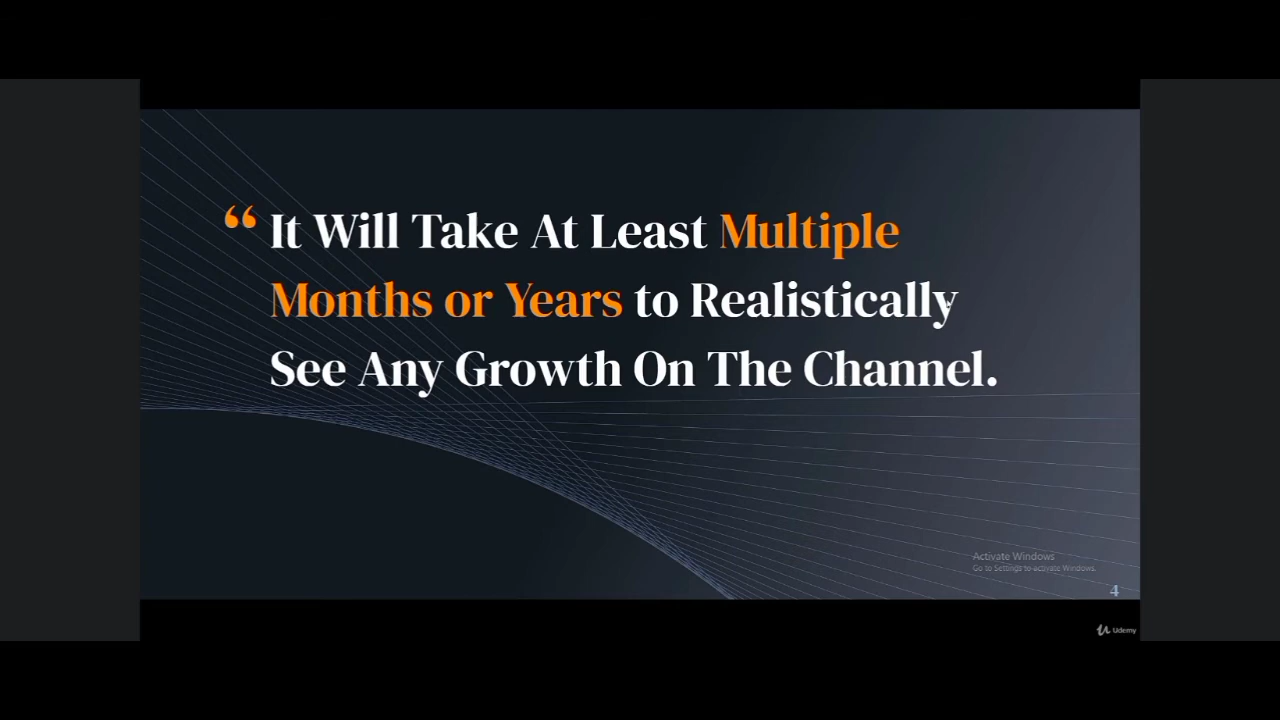 “ It Will Take At Least Multiple
Months or Years to Realistically
See Any Growth On The Channel.
Activate Windows
Go to Settings to activate Windows.
4
Udemy